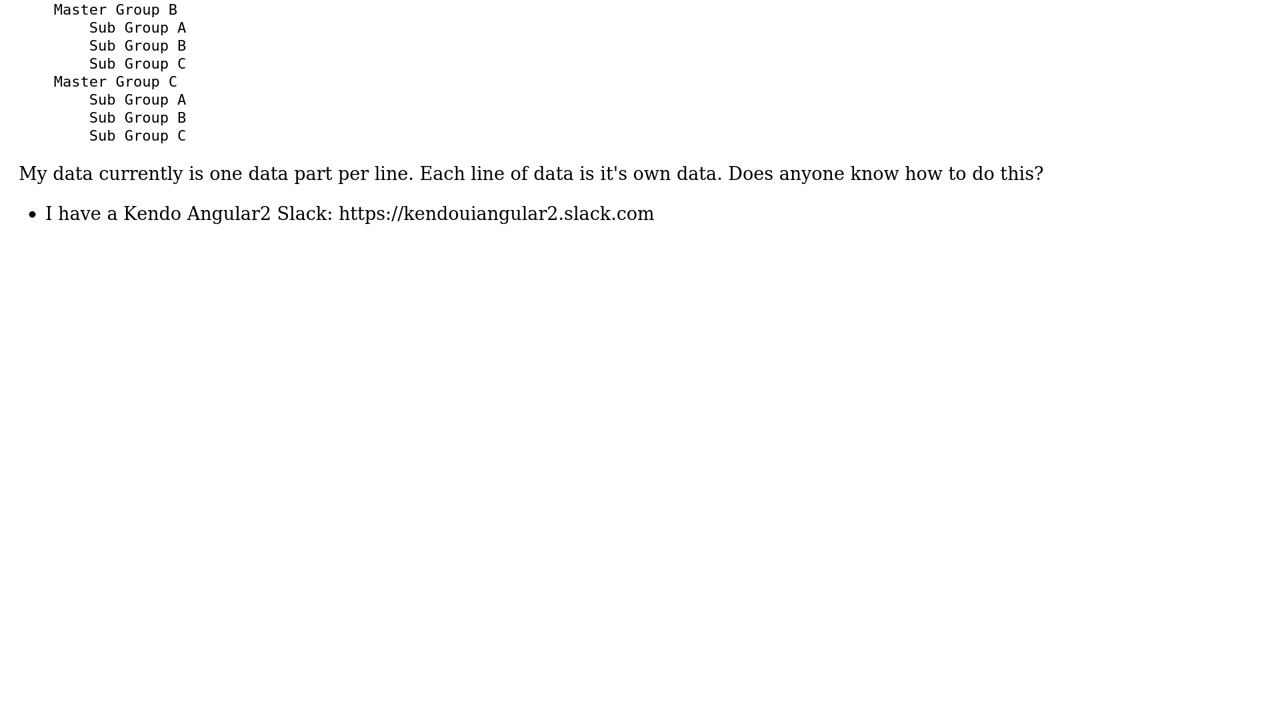 Master Group B
Sub Group A
Sub Group B
Sub Group C
Master Group C
Sub Group A
Sub Group B
Sub Group C
My data currently is one data part per line. Each line of data is it's own data. Does anyone know how to do this?
• I have a Kendo Angular2 Slack: https://kendouiangular2.slack.com